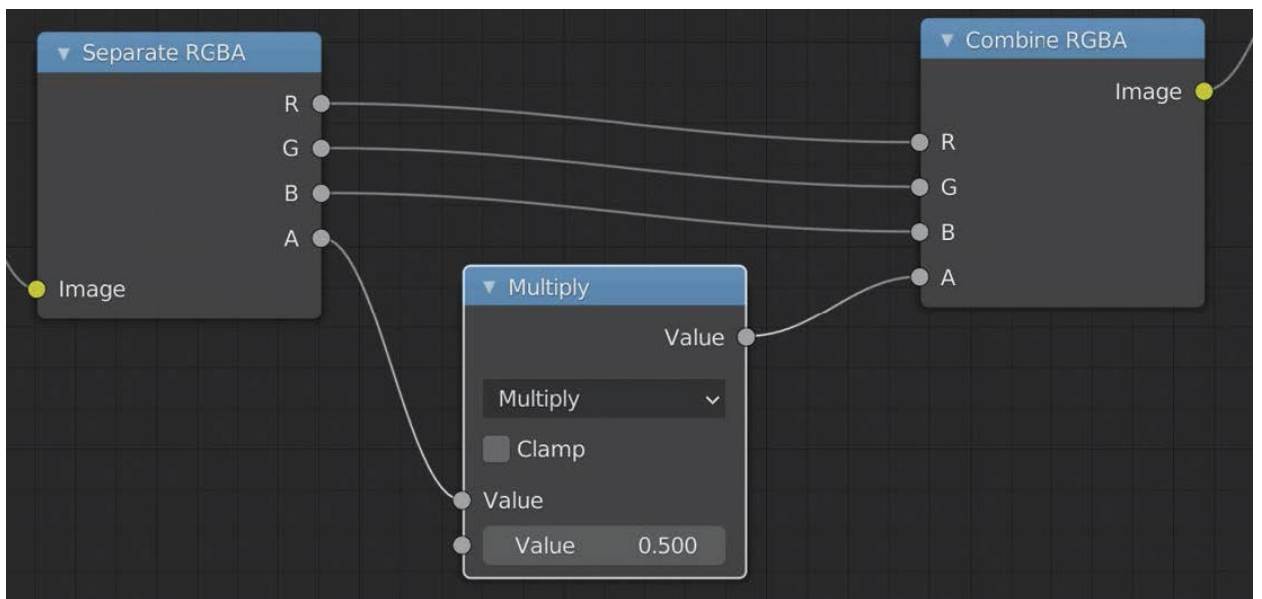 Separate RGBA
R
G
B
A
Image
Multiply
Value
Multiply
Clamp
Value
Value 0.500
Combine RGBA
Image
R
G
B
A